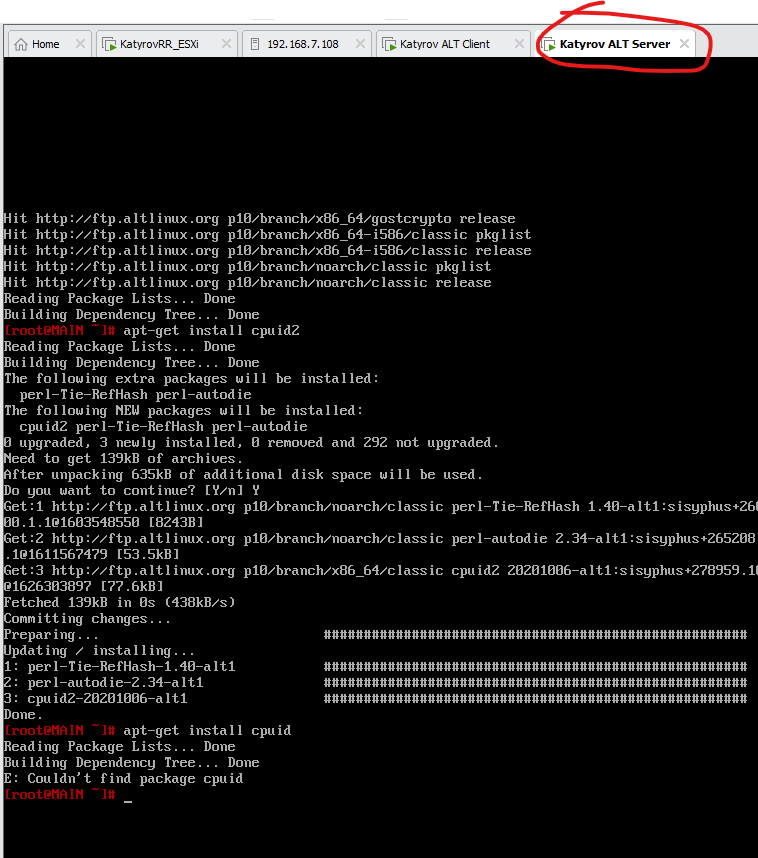 Home KatyrovRR_ESXi 192.168.7.108 Katyrov ALT Client Katyrov ALT Server
Hit http://ftp.altlinux.org p10/branch/x86_64/gostcrypto release
Hit http://ftp.altlinux.org p10/branch/x86_64-i586/classic pkglist
Hit http://ftp.altlinux.org p10/branch/x86_64-i586/classic release
Hit http://ftp.altlinux.org p10/branch/noarch/classic pkglist
Hit http://ftp.altlinux.org p10/branch/noarch/classic release
Reading Package Lists... Done
Building Dependency Tree... Done
[root@MAIN ~]# apt-get install cpuid2
Reading Package Lists... Done
Building Dependency Tree... Done
The following extra packages will be installed:
  perl-Tie-RefHash perl-autodie
The following NEW packages will be installed:
  cpuid2 perl-Tie-RefHash perl-autodie
0 upgraded, 3 newly installed, 0 removed and 292 not upgraded.
Need to get 139kB of archives.
After unpacking 635kB of additional disk space will be used.
Do you want to continue? [Y/n] Y
Get:1 http://ftp.altlinux.org p10/branch/noarch/classic perl-Tie-RefHash 1.40-alt1:sisyphus+260
00.1.1@1603548550 [8243B]
Get:2 http://ftp.altlinux.org p10/branch/noarch/classic perl-autodie 2.34-alt1:sisyphus+265208
.1@1611567479 [53.5kB]
Get:3 http://ftp.altlinux.org p10/branch/x86_64/classic cpuid2 20201006-alt1:sisyphus+278959.10
@1626303897 [77.6kB]
Fetched 139kB in 0s (438kB/s)
Committing changes...
Preparing... #####################################################
Updating / installing...
1: perl-Tie-RefHash-1.40-alt1 #####################################################
2: perl-autodie-2.34-alt1 #####################################################
3: cpuid2-20201006-alt1 #####################################################
Done.
[root@MAIN ~]# apt-get install cpuid
Reading Package Lists... Done
Building Dependency Tree... Done
E: Couldn't find package cpuid
[root@MAIN ~]# _